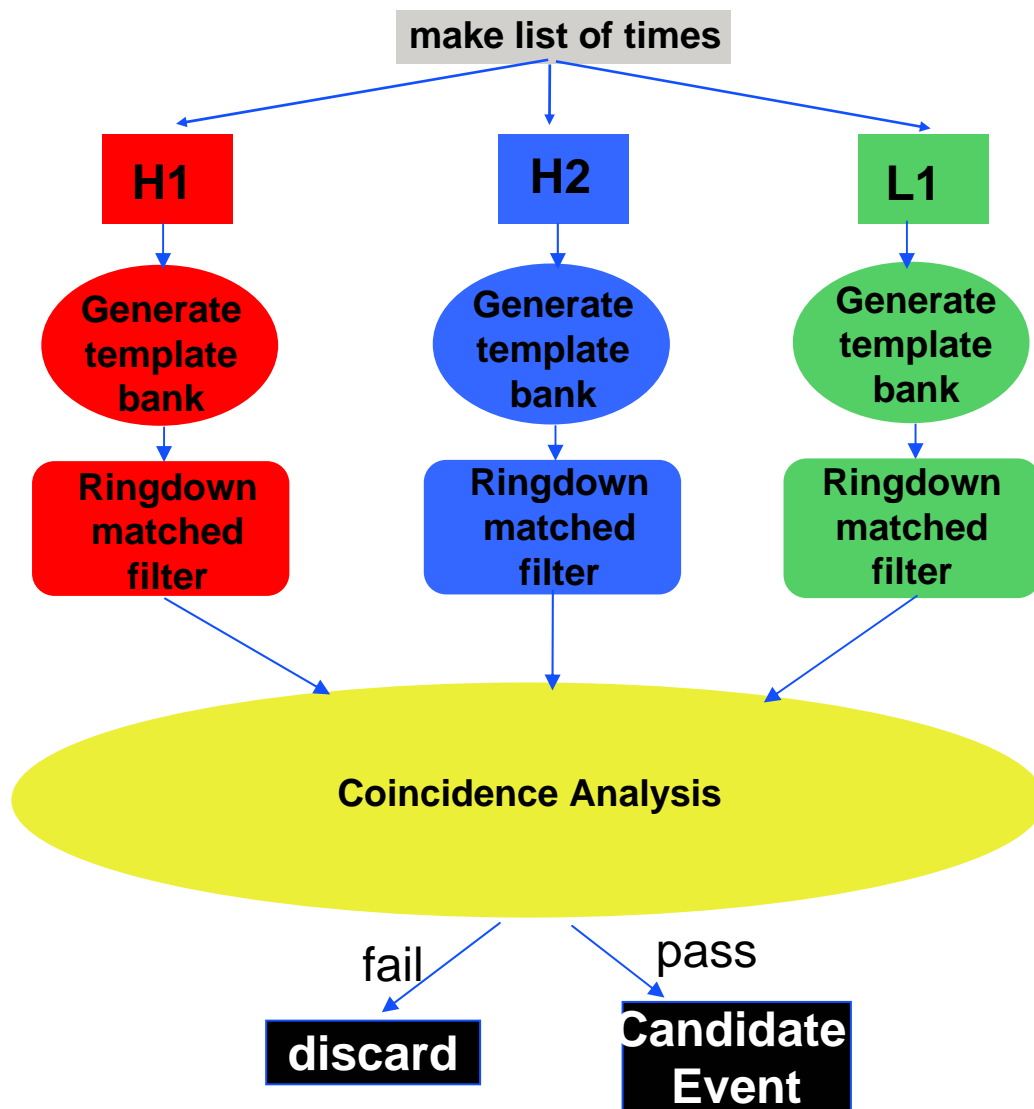 make list of times
H1
H2
L1
Generate
template
bank
Generate
template
bank
Generate
template
bank
Ringdown
matched
filter
Ringdown
matched
filter
Ringdown
matched
filter
Coincidence Analysis
fail
pass
discard
Candidate
Event